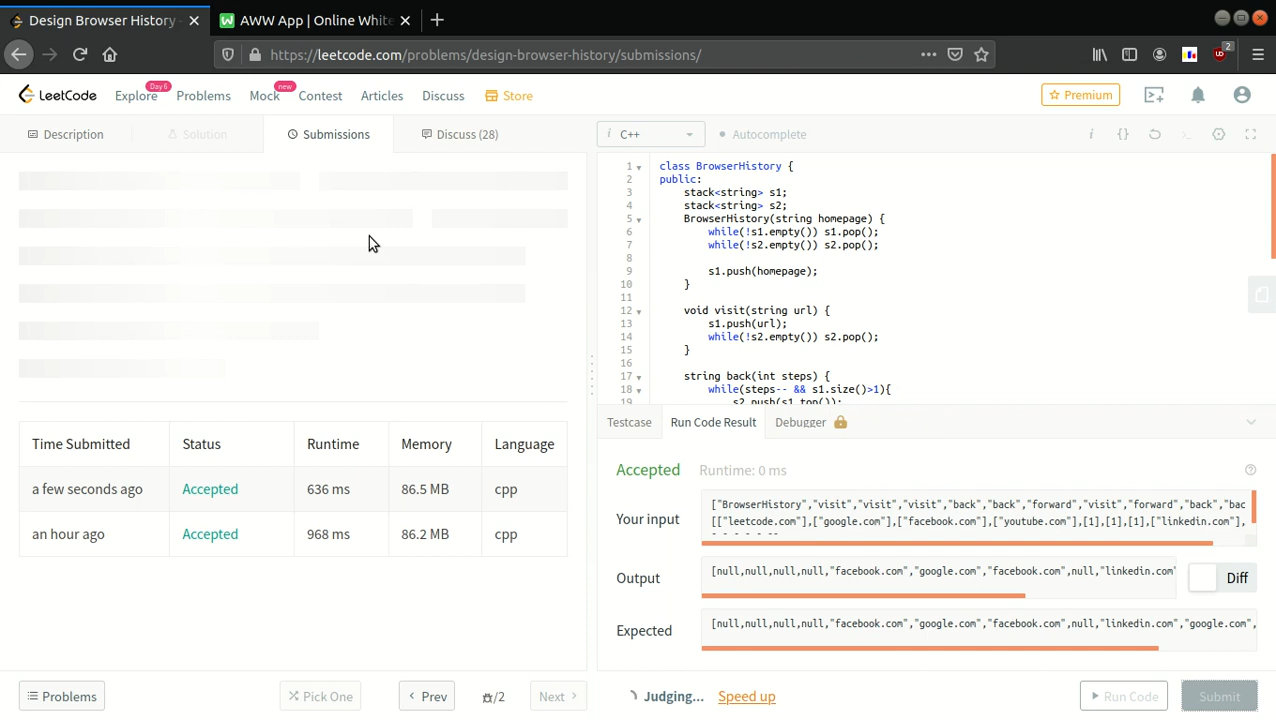 Design Browser History -
AWW App | Online White
2
https://leetcode.com/problems/design-browser-history/submissions/
LeetCode
Explore
Day 6
Problems
Mock
new
Contest
Articles
Discuss
Store
Premium
Description
Solution
Submissions
Discuss (28)
i C++
Autocomplete
1 class BrowserHistory {
2 public:
3 stack<string> s1;
4 stack<string> s2;
5 BrowserHistory(string homepage) {
6 while(!s1.empty()) s1.pop();
7 while(!s2.empty()) s2.pop();
8
9 s1.push(homepage);
10 }
11
12 void visit(string url) {
13 s1.push(url);
14 while(!s2.empty()) s2.pop();
15 }
16
17 string back(int steps) {
18 while(steps-- && s1.size()>1){
19 s2.push(s1.top());
Testcase
Run Code Result
Debugger
Accepted
Runtime: 0 ms
Your input
["BrowserHistory","visit","visit","visit","back","back","forward","visit","forward","back","bac
[["leetcode.com"],["google.com"],["facebook.com"],["youtube.com"],[1],[1],[1],["linkedin.com"],
Output
[null,null,null,null,"facebook.com","google.com","facebook.com",null,"linkedin.com"
Diff
Expected
[null,null,null,null,"facebook.com","google.com","facebook.com",null,"linkedin.com","google.com",
Time Submitted Status Runtime Memory Language
a few seconds ago Accepted 636 ms 86.5 MB cpp
an hour ago Accepted 968 ms 86.2 MB cpp
Problems
Pick One
Prev
/2
Next
Judging...
Speed up
Run Code
Submit